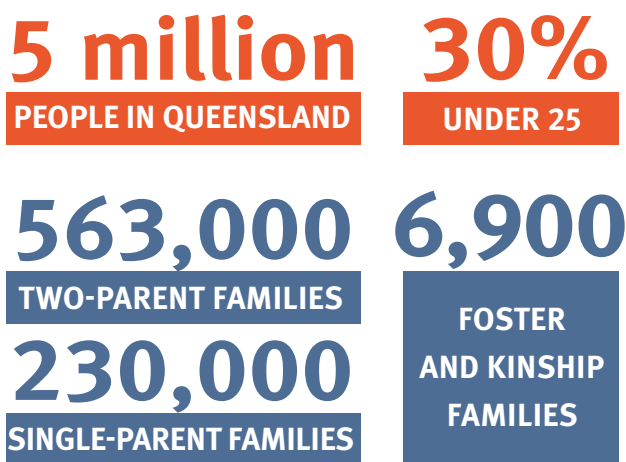 5 million
PEOPLE IN QUEENSLAND
30%
UNDER 25
563,000
TWO-PARENT FAMILIES
230,000
SINGLE-PARENT FAMILIES
6,900
FOSTER
AND KINSHIP
FAMILIES